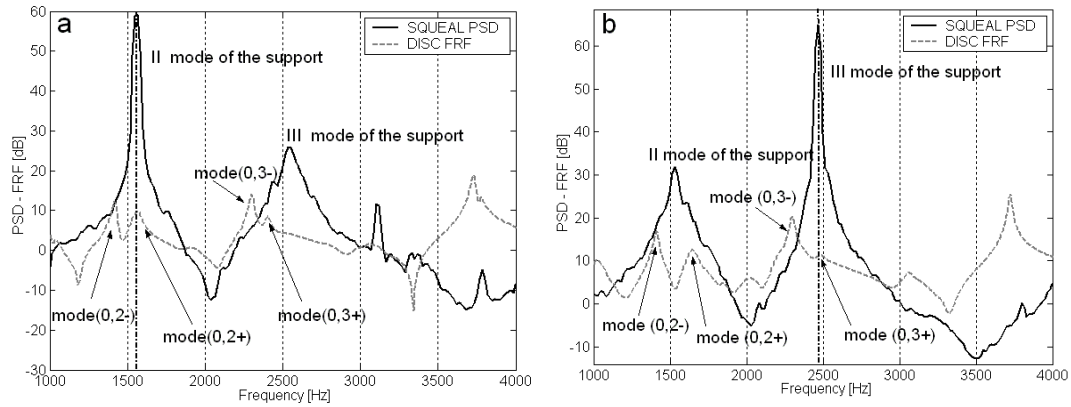 a
SQUEAL PSD
DISC FRF
II mode of the support
III mode of the support
mode(0,3-)
mode(0,2-)
mode(0,2+)
mode(0,3+)
PSD - FRF [dB]
60
50
40
30
20
10
0
-10
-20
-30
1000 1500 2000 2500 3000 3500 4000
Frequency [Hz]
b
SQUEAL PSD
DISC FRF
III mode of the support
II mode of the support
mode(0,3-)
mode (0,2-)
mode (0,2+)
mode (0,3+)
PSD - FRF [dB]
60
50
40
30
20
10
0
-10
1000 1500 2000 2500 3000 3500 4000
Frequency [Hz]